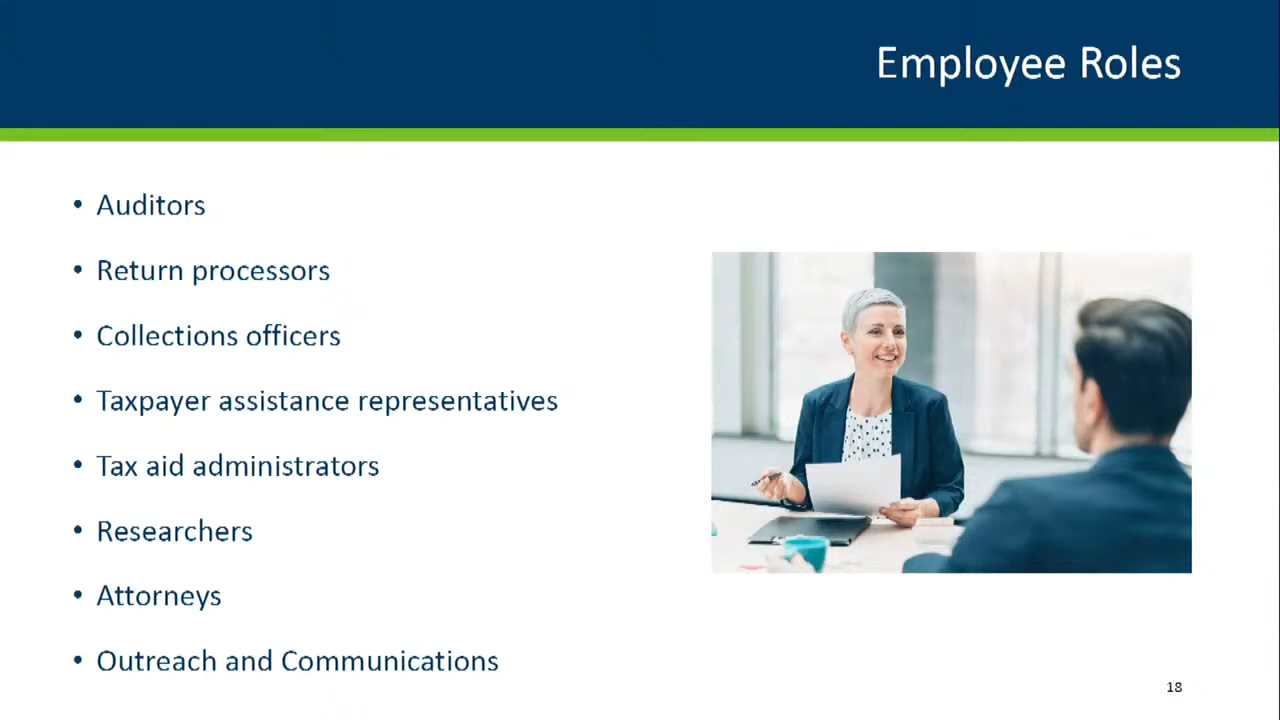 Employee Roles
• Auditors
• Return processors
• Collections officers
• Taxpayer assistance representatives
• Tax aid administrators
• Researchers
• Attorneys
• Outreach and Communications
18